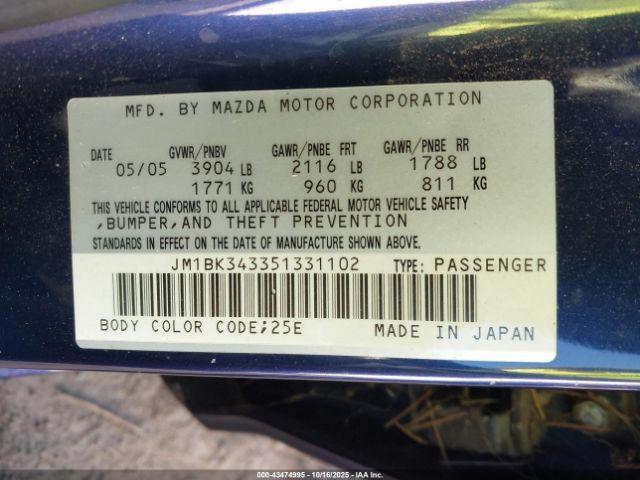 MFD. BY MAZDA MOTOR CORPORATION
DATE GVWR/PNBV GAWR/PNBE FRT GAWR/PNBE RR
05/05 3904 LB 2116 LB 1788 LB
1771 KG 960 KG 811 KG
THIS VEHICLE CONFORMS TO ALL APPLICABLE FEDERAL MOTOR VEHICLE SAFETY
,BUMPER,AND THEFT PREVENTION
STANDARDS IN EFFECT ON THE DATE OF MANUFACTURE SHOWN ABOVE.
JM1BK343351331102 TYPE: PASSENGER
BODY COLOR CODE;25E MADE IN JAPAN
© 43474995 - 10/16/2025 - IAA Inc.